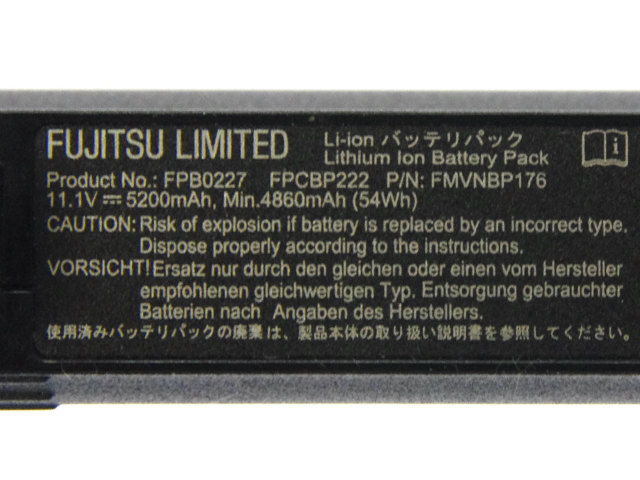 FUJITSU LIMITED
Li-ion バッテリパック
Lithium Ion Battery Pack
Product No.: FPB0227 FPCBP222 P/N: FMVNBP176
11.1V⎓5200mAh, Min.4860mAh (54Wh)
CAUTION: Risk of explosion if battery is replaced by an incorrect type.
Dispose properly according to the instructions.
VORSICHT! Ersatz nur durch den gleichen oder einen vom Hersteller
empfohlenen gleichwertigen Typ. Entsorgung gebrauchter
Batterien nach Angaben des Herstellers.
使用済みバッテリパックの廃棄は、製品本体の取り扱い説明書を参照してください。